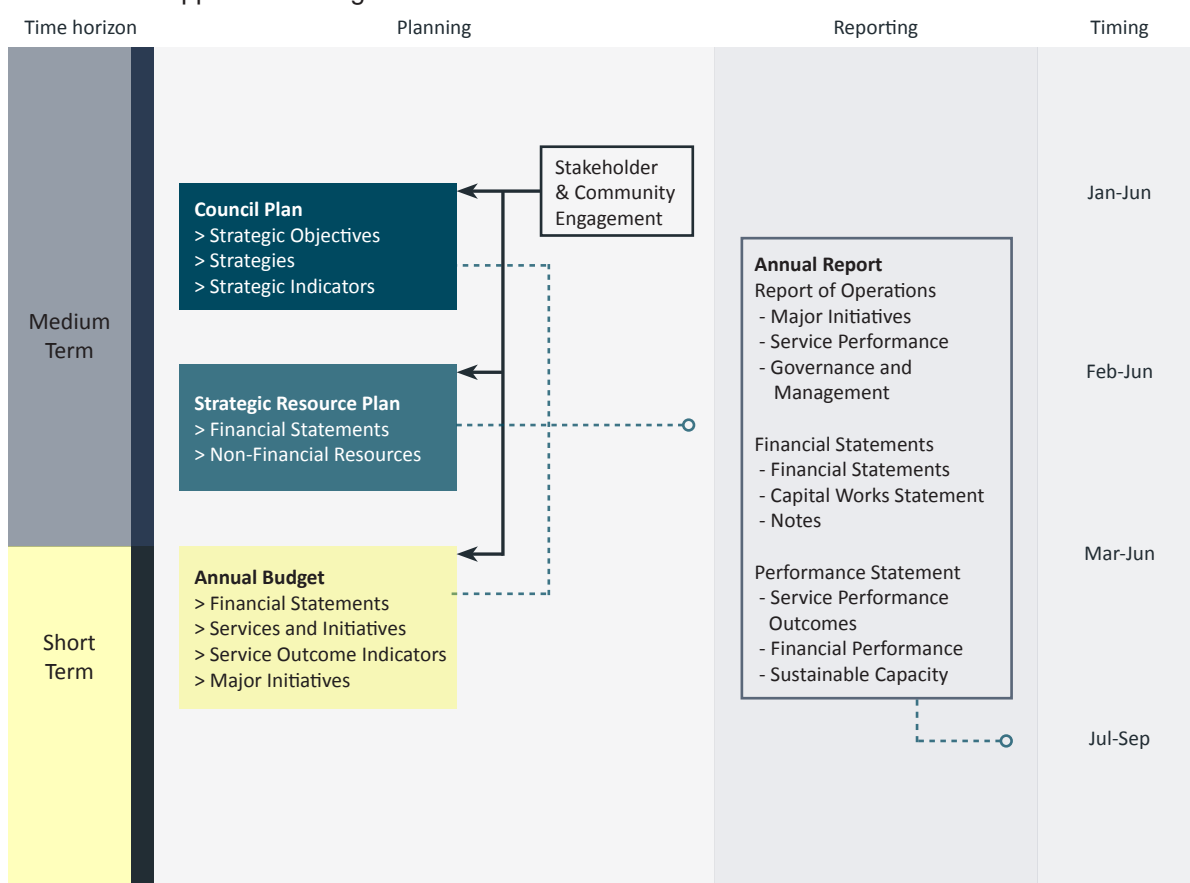 Time horizon
Planning
Reporting
Timing
Medium
Term
Short
Term
Stakeholder
& Community
Engagement
Council Plan
> Strategic Objectives
> Strategies
> Strategic Indicators
Strategic Resource Plan
> Financial Statements
> Non-Financial Resources
Annual Budget
> Financial Statements
> Services and Initiatives
> Service Outcome Indicators
> Major Initiatives
Annual Report
Report of Operations
- Major Initiatives
- Service Performance
- Governance and
Management
Financial Statements
- Financial Statements
- Capital Works Statement
- Notes
Performance Statement
- Service Performance
Outcomes
- Financial Performance
- Sustainable Capacity
Jan-Jun
Feb-Jun
Mar-Jun
Jul-Sep